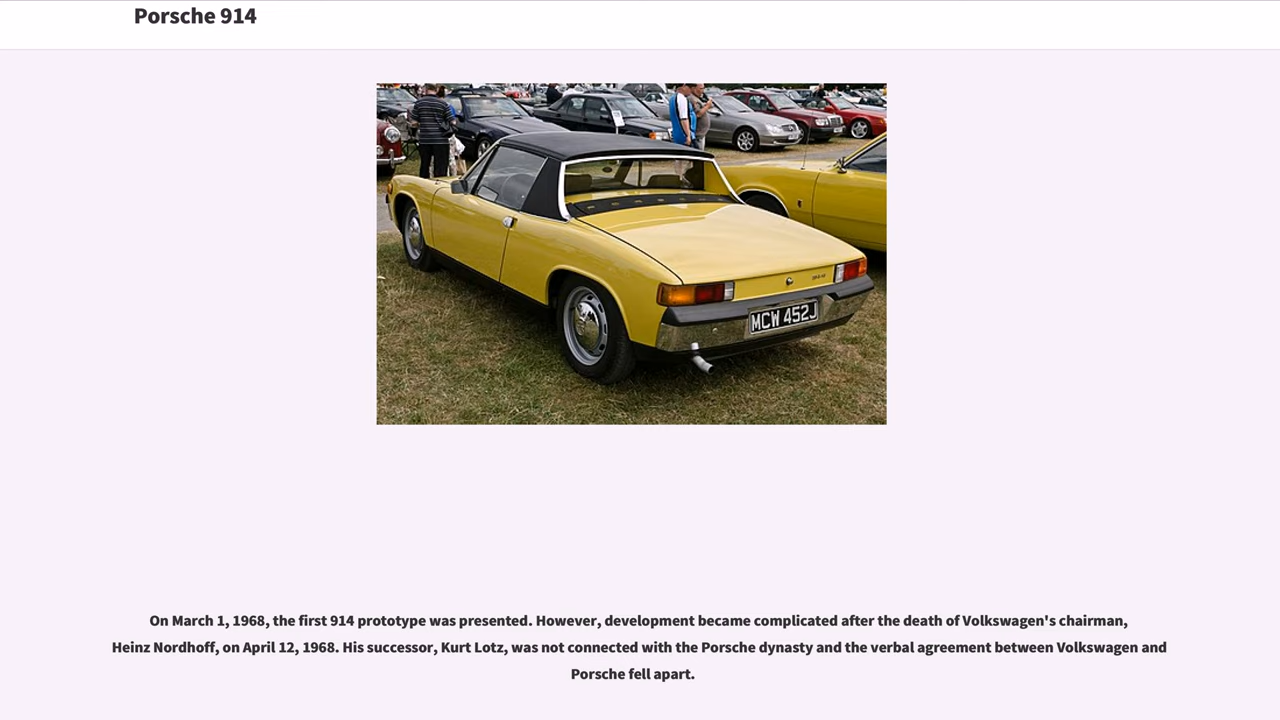 Porsche 914
MCW 452J
On March 1, 1968, the first 914 prototype was presented. However, development became complicated after the death of Volkswagen's chairman,
Heinz Nordhoff, on April 12, 1968. His successor, Kurt Lotz, was not connected with the Porsche dynasty and the verbal agreement between Volkswagen and
Porsche fell apart.